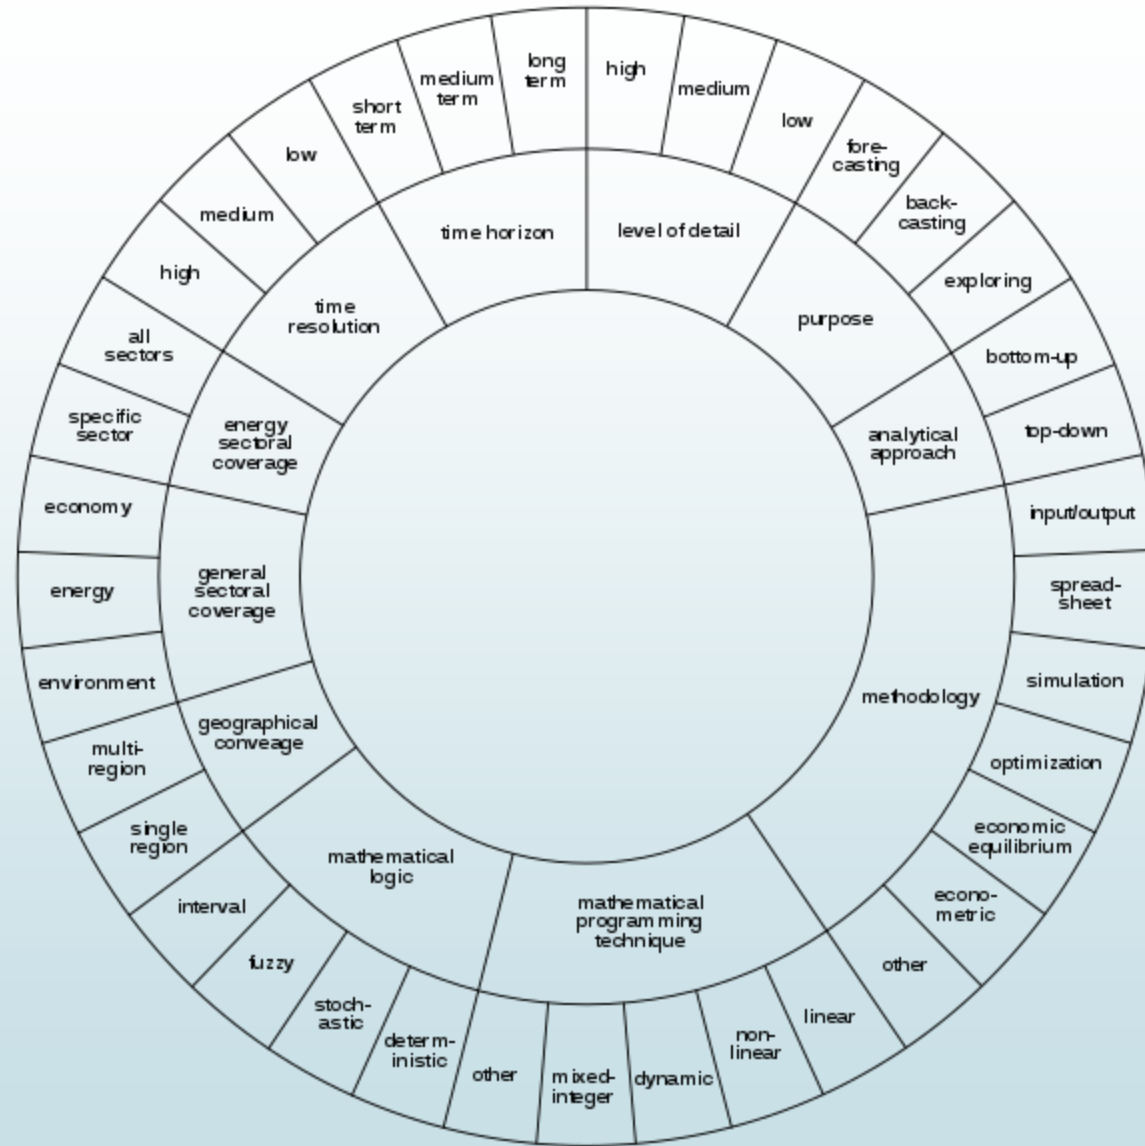 high
medium
low
fore-
casting
back-
casting
exploring
bottom-up
top-down
input/output
spread-
sheet
simulation
optimization
economic
equilibrium
econo-
metric
other
linear
non-
linear
dynamic
mixed-
integer
other
determ-
inistic
stoch-
astic
fuzzy
interval
single
region
multi-
region
environment
energy
economy
specific
sector
all
sectors
high
medium
low
short
term
medium
term
long
term
level of detail
purpose
analytical
approach
methodology
mathematical
programming
technique
mathematical
logic
geographical
conveage
general
sectoral
coverage
energy
sectoral
coverage
time
resolution
time horizon